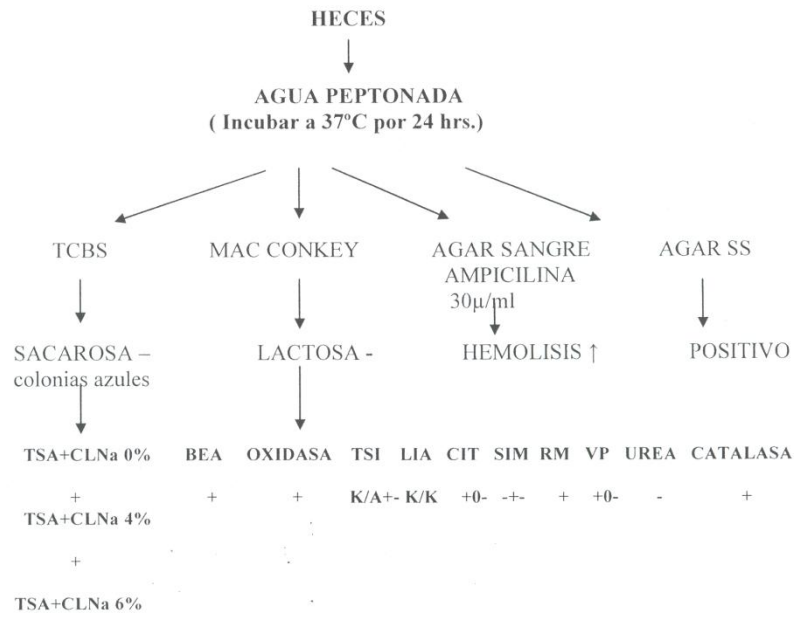 HECES
AGUA PEPTONADA
( Incubar a 37ºC por 24 hrs.)
TCBS MAC CONKEY AGAR SANGRE AGAR SS
AMPICILINA
30µ/ml
SACAROSA – LACTOSA - HEMOLISIS ↑ POSITIVO
colonias azules
TSA+CLNa 0% BEA OXIDASA TSI LIA CIT SIM RM VP UREA CATALASA
+ + + K/A+- K/K +0- -+- + +0- - +
TSA+CLNa 4%
+
TSA+CLNa 6%